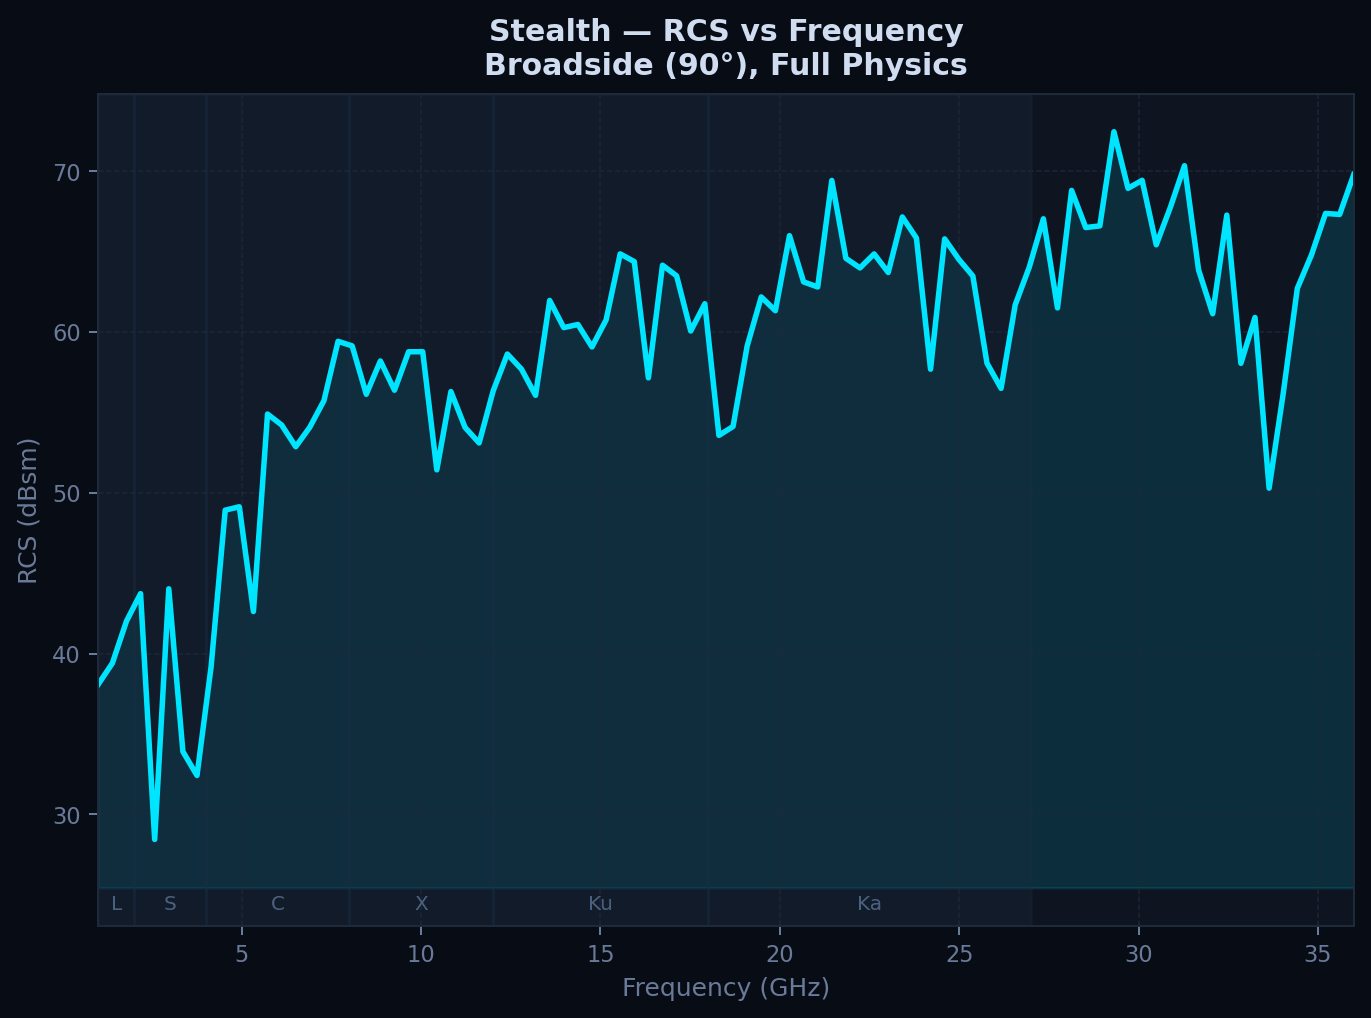 Stealth — RCS vs Frequency
Broadside (90°), Full Physics
RCS (dBsm)
70
60
50
40
30
L S C X Ku Ka
5 10 15 20 25 30 35
Frequency (GHz)